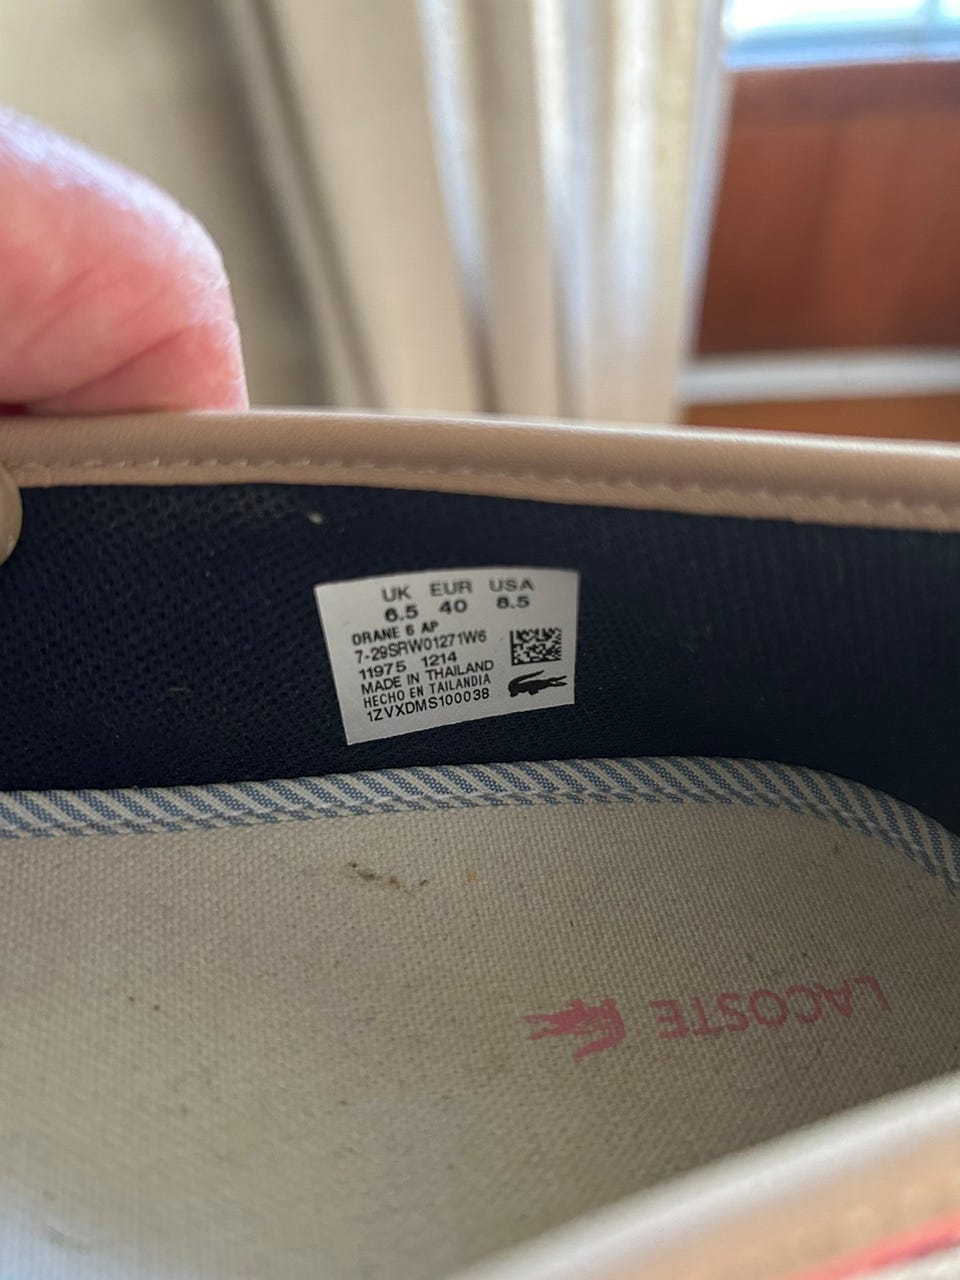 UK EUR USA
6.5 40 8.5
ORANE 6 AP
7-29SRW01271W6
11975 1214
MADE IN THAILAND
HECHO EN TAILANDIA
1ZVXDMS100038
LACOSTE